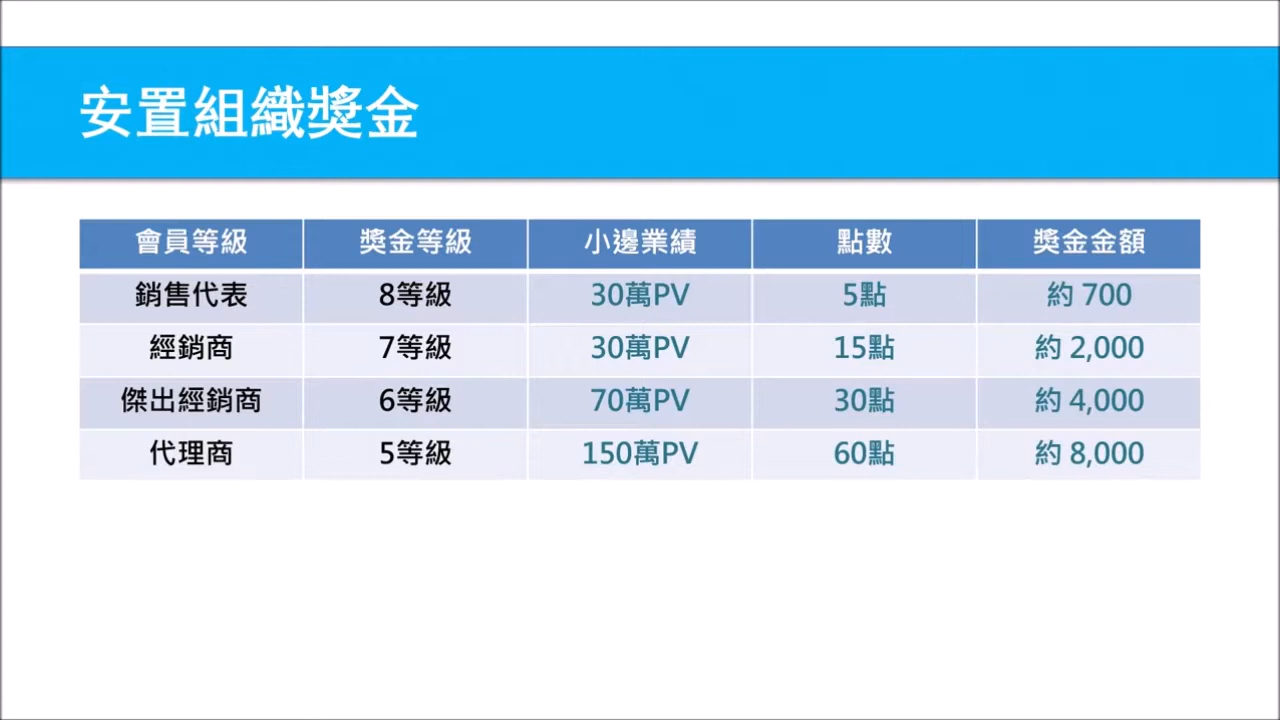 安置組織獎金
會員等級 獎金等級 小邊業績 點數 獎金金額
銷售代表 8等級 30萬PV 5點 約 700
經銷商 7等級 30萬PV 15點 約 2,000
傑出經銷商 6等級 70萬PV 30點 約 4,000
代理商 5等級 150萬PV 60點 約 8,000